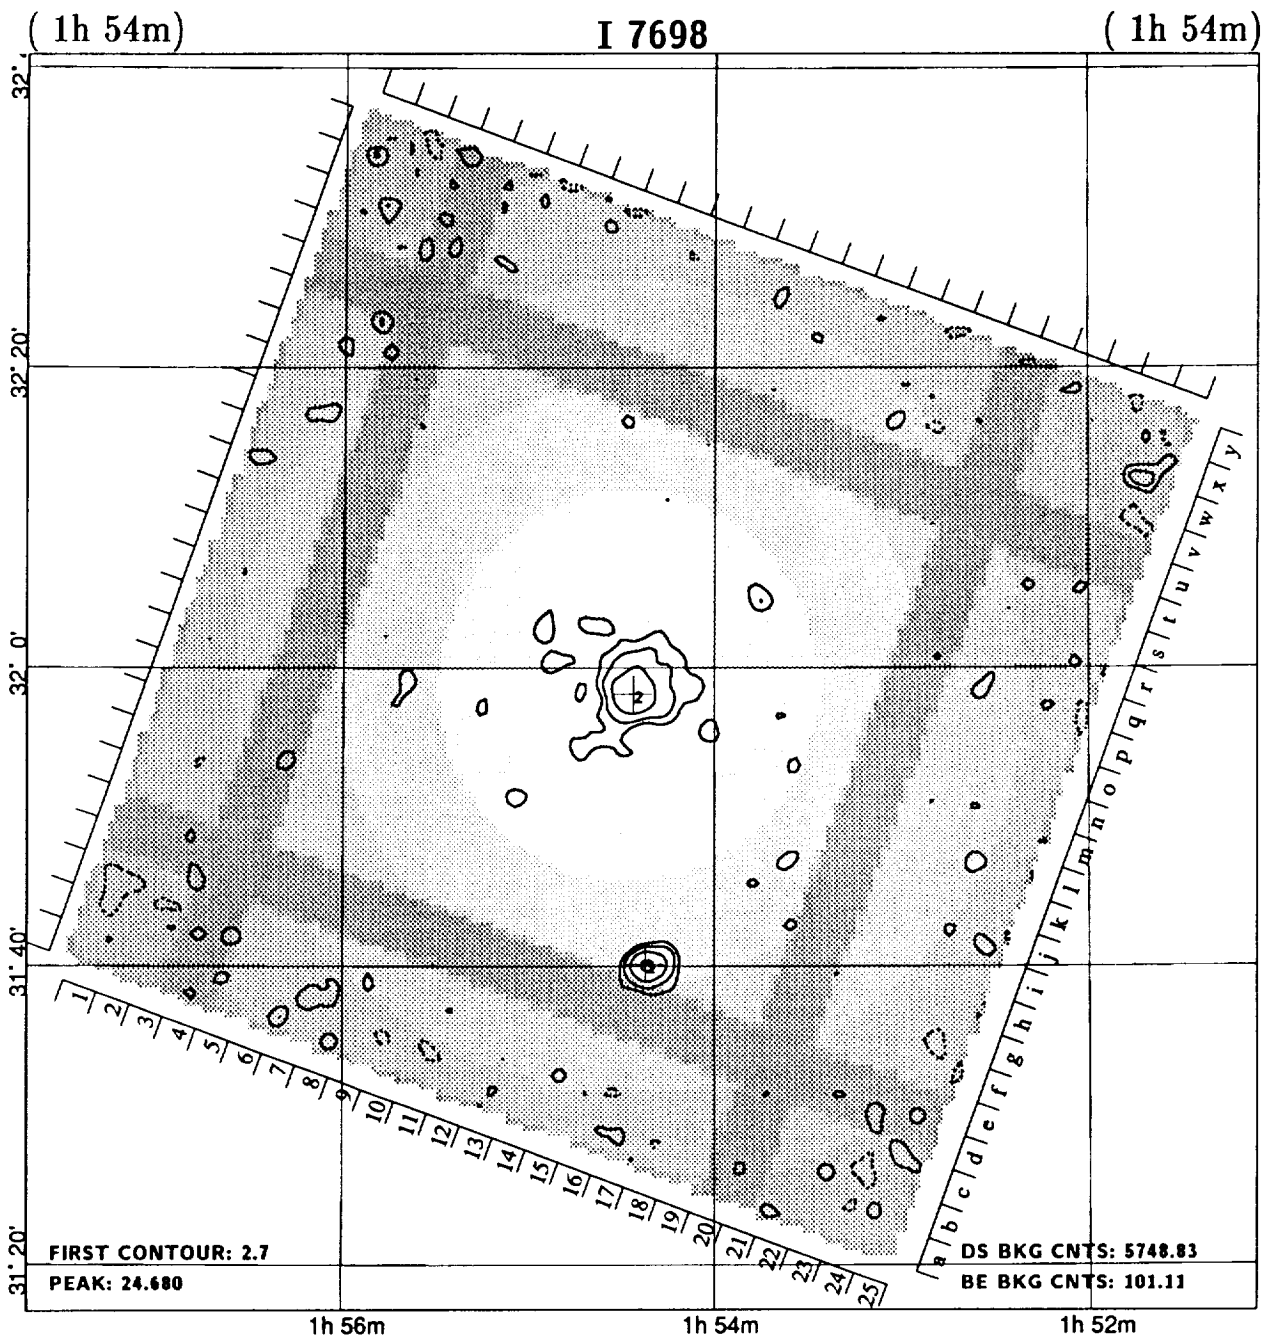 ( 1h 54m)
I 7698
( 1h 54m)
32°
32° 20'
32° 0'
31° 40'
31° 20'
y
x
w
v
u
t
s
r
q
p
o
n
m
l
k
j
i
h
g
f
e
d
c
b
a
2
1 2 3 4 5 6 7 8 9 10 11 12 13 14 15 16 17 18 19 20 21 22 23 24 25
FIRST CONTOUR: 2.7
PEAK: 24.680
DS BKG CNTS: 5748.83
BE BKG CNTS: 101.11
1h 56m
1h 54m
1h 52m